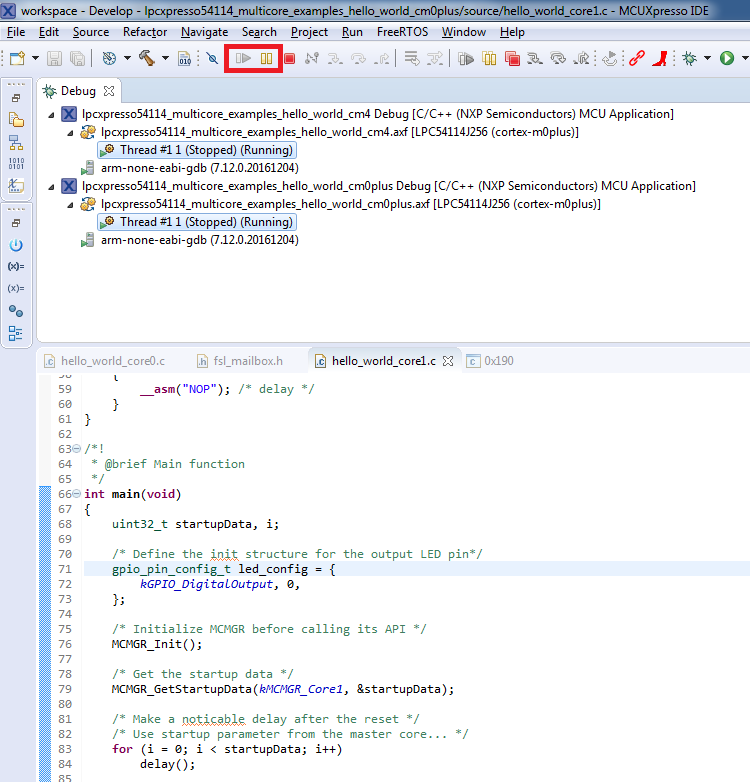 workspace - Develop - lpcxpresso54114_multicore_examples_hello_world_cm0plus/source/hello_world_core1.c - MCUXpresso IDE
File Edit Source Refactor Navigate Search Project Run FreeRTOS Window Help
Debug
lpcxpresso54114_multicore_examples_hello_world_cm4 Debug [C/C++ (NXP Semiconductors) MCU Application]
lpcxpresso54114_multicore_examples_hello_world_cm4.axf [LPC54114J256 (cortex-m0plus)]
Thread #1 1 (Stopped) (Running)
arm-none-eabi-gdb (7.12.0.20161204)
lpcxpresso54114_multicore_examples_hello_world_cm0plus Debug [C/C++ (NXP Semiconductors) MCU Application]
lpcxpresso54114_multicore_examples_hello_world_cm0plus.axf [LPC54114J256 (cortex-m0plus)]
Thread #1 1 (Stopped) (Running)
arm-none-eabi-gdb (7.12.0.20161204)
hello_world_core0.c fsl_mailbox.h hello_world_core1.c 0x190
58 {
59 __asm("NOP"); /* delay */
60 }
61 }
62
63 /*!
64 * @brief Main function
65 */
66 int main(void)
67 {
68 uint32_t startupData, i;
69
70 /* Define the init structure for the output LED pin*/
71 gpio_pin_config_t led_config = {
72 kGPIO_DigitalOutput, 0,
73 };
74
75 /* Initialize MCMGR before calling its API */
76 MCMGR_Init();
77
78 /* Get the startup data */
79 MCMGR_GetStartupData(kMCMGR_Core1, &startupData);
80
81 /* Make a noticable delay after the reset */
82 /* Use startup parameter from the master core... */
83 for (i = 0; i < startupData; i++)
84 delay();
85